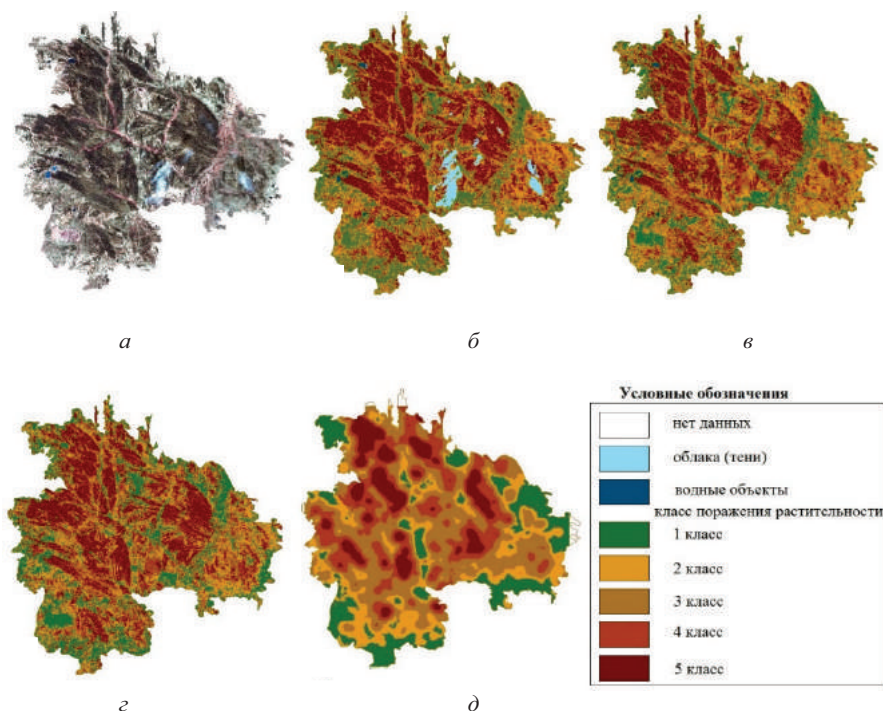 а
б
в
Условные обозначения
нет данных
облака (тени)
водные объекты
класс поражения растительности
1 класс
2 класс
3 класс
4 класс
5 класс
г
д